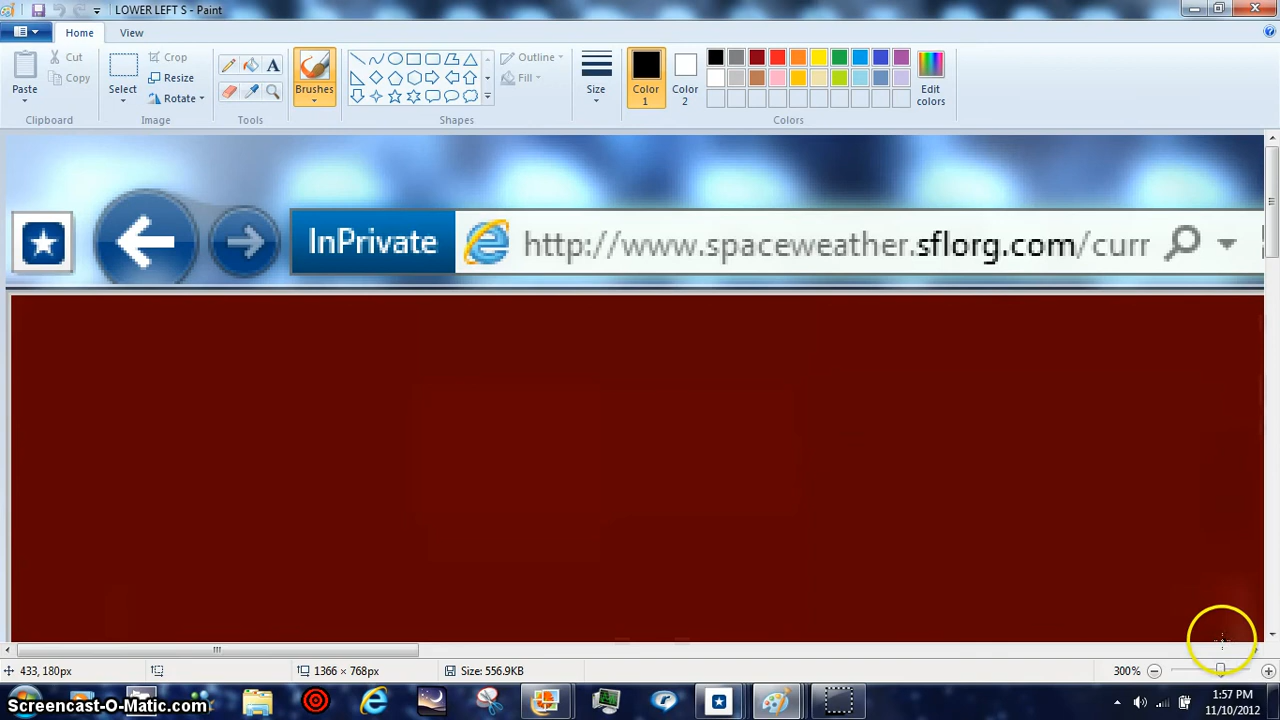 LOWER LEFT S - Paint
Home View
Paste Cut Copy Select Crop Resize Rotate A Brushes Outline Fill Size Color 1 Color 2 Edit colors
Clipboard Image Tools Shapes Colors
InPrivate http://www.spaceweather.sflorg.com/curr
433, 180px 1366 × 768px Size: 556.9KB 300%
Screencast-O-Matic.com 1:57 PM
11/10/2012